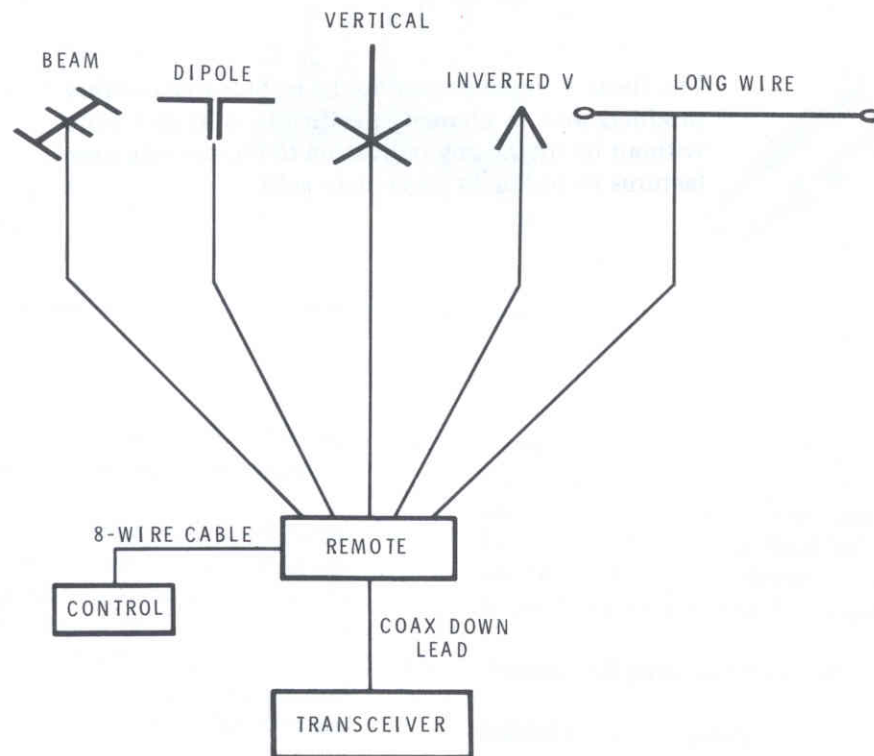 VERTICAL
BEAM
DIPOLE
INVERTED V
LONG WIRE
8-WIRE CABLE
REMOTE
CONTROL
COAX DOWN
LEAD
TRANSCEIVER